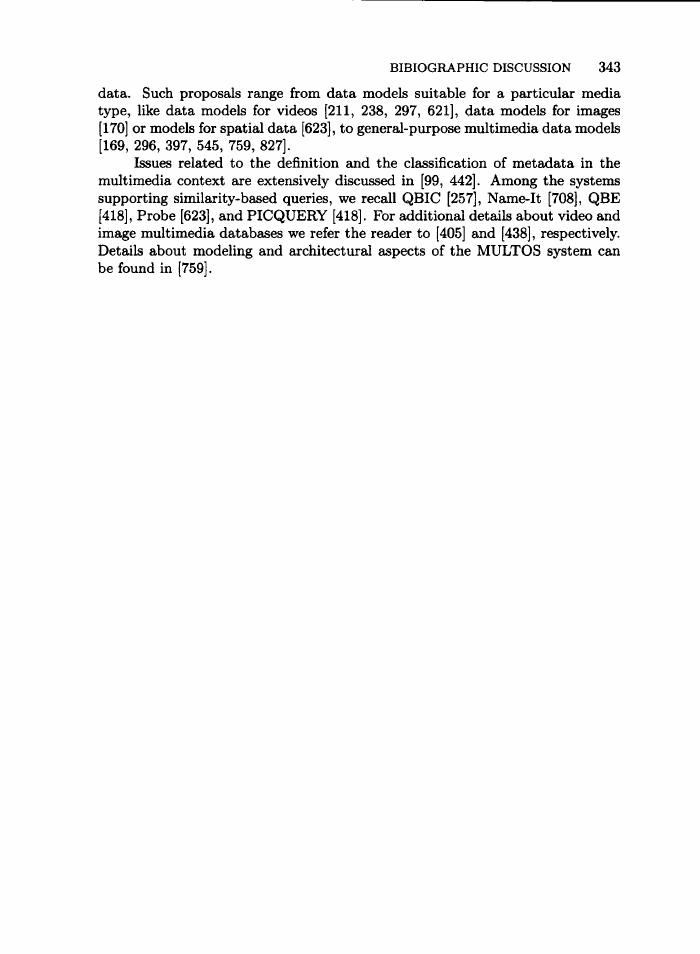 BIBIOGRAPHIC DISCUSSION 343
data. Such proposals range from data models suitable for a particular media
type, like data models for videos [211, 238, 297, 621], data models for images
[170] or models for spatial data [623], to general-purpose multimedia data models
[169, 296, 397, 545, 759, 827].
Issues related to the definition and the classification of metadata in the
multimedia context are extensively discussed in [99, 442]. Among the systems
supporting similarity-based queries, we recall QBIC [257], Name-It [708], QBE
[418], Probe [623], and PICQUERY [418]. For additional details about video and
image multimedia databases we refer the reader to [405] and [438], respectively.
Details about modeling and architectural aspects of the MULTOS system can
be found in [759].